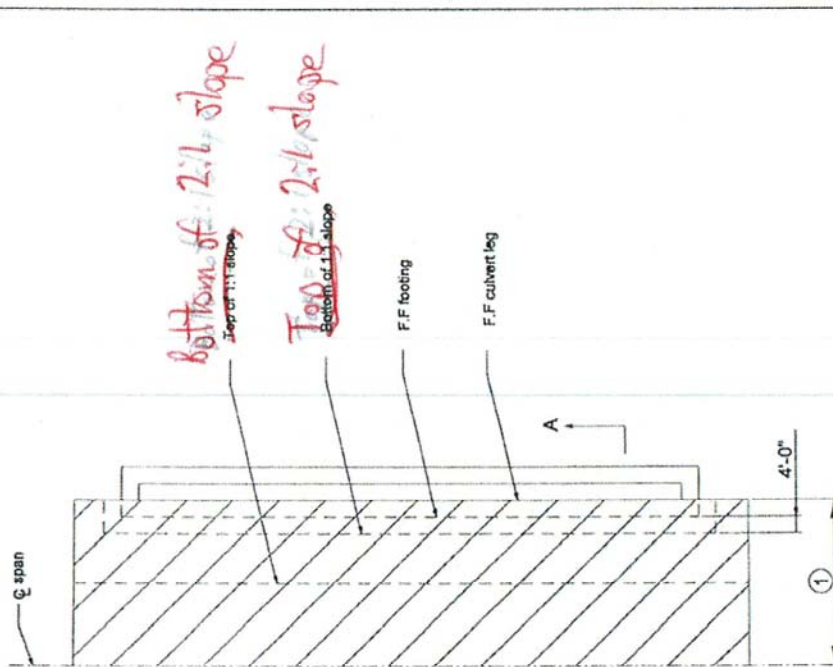 Bottom of 2:1 slope
Top of 1:1 slope
Top of 2:1 slope
Bottom of 1:1 slope
F.F footing
F.F culvert leg
A
4'-0"
℄ span
1